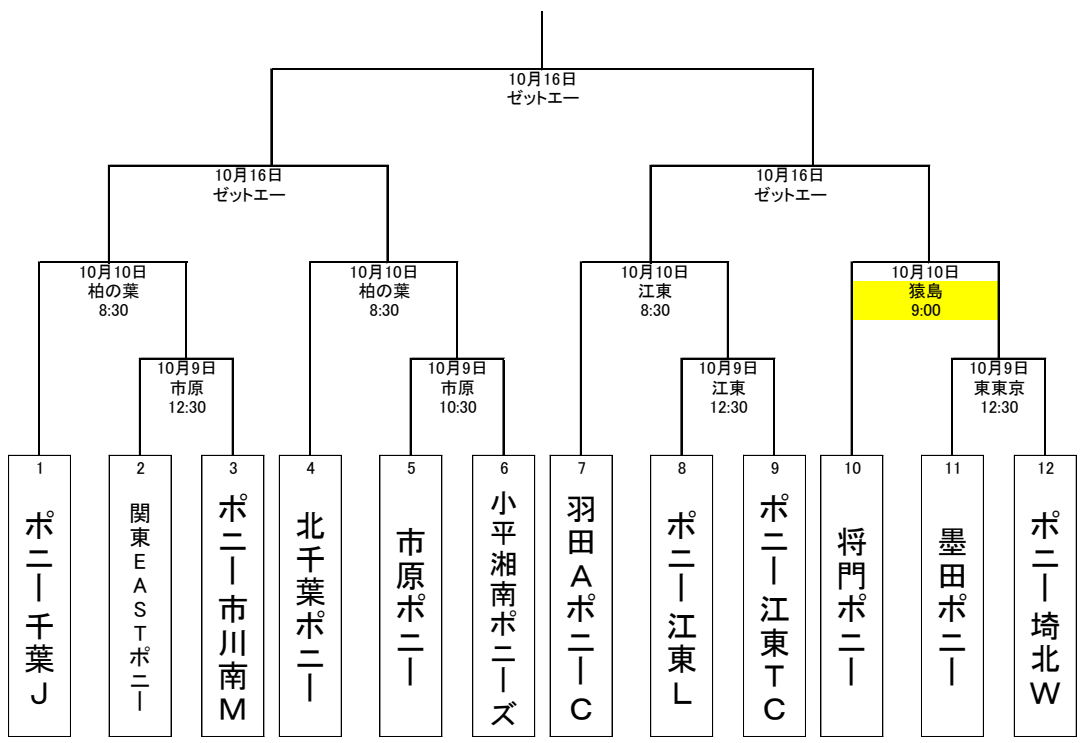 10月16日
ゼットエー
10月16日
ゼットエー
10月16日
ゼットエー
10月10日
柏の葉
8:30
10月10日
柏の葉
8:30
10月10日
江東
8:30
10月10日
猿島
9:00
10月9日
市原
12:30
10月9日
市原
10:30
10月9日
江東
12:30
10月9日
東東京
12:30
1
ポニー千葉J
2
関東EASTポニー
3
ポニー市川南M
4
北千葉ポニー
5
市原ポニー
6
小平湘南ポニーズ
7
羽田AポニーC
8
ポニー江東L
9
ポニー江東TC
10
将門ポニー
11
墨田ポニー
12
ポニー埼北W